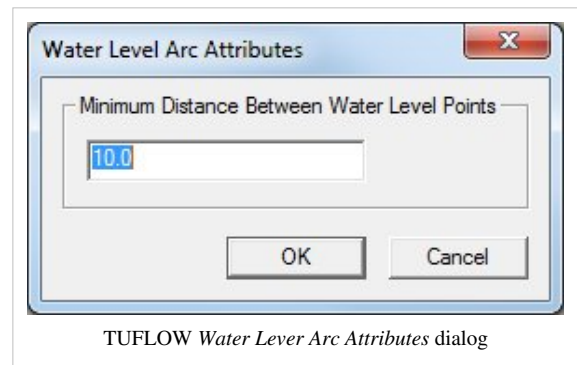 Water Level Arc Attributes
Minimum Distance Between Water Level Points
10.0
OK Cancel
TUFLOW Water Lever Arc Attributes dialog